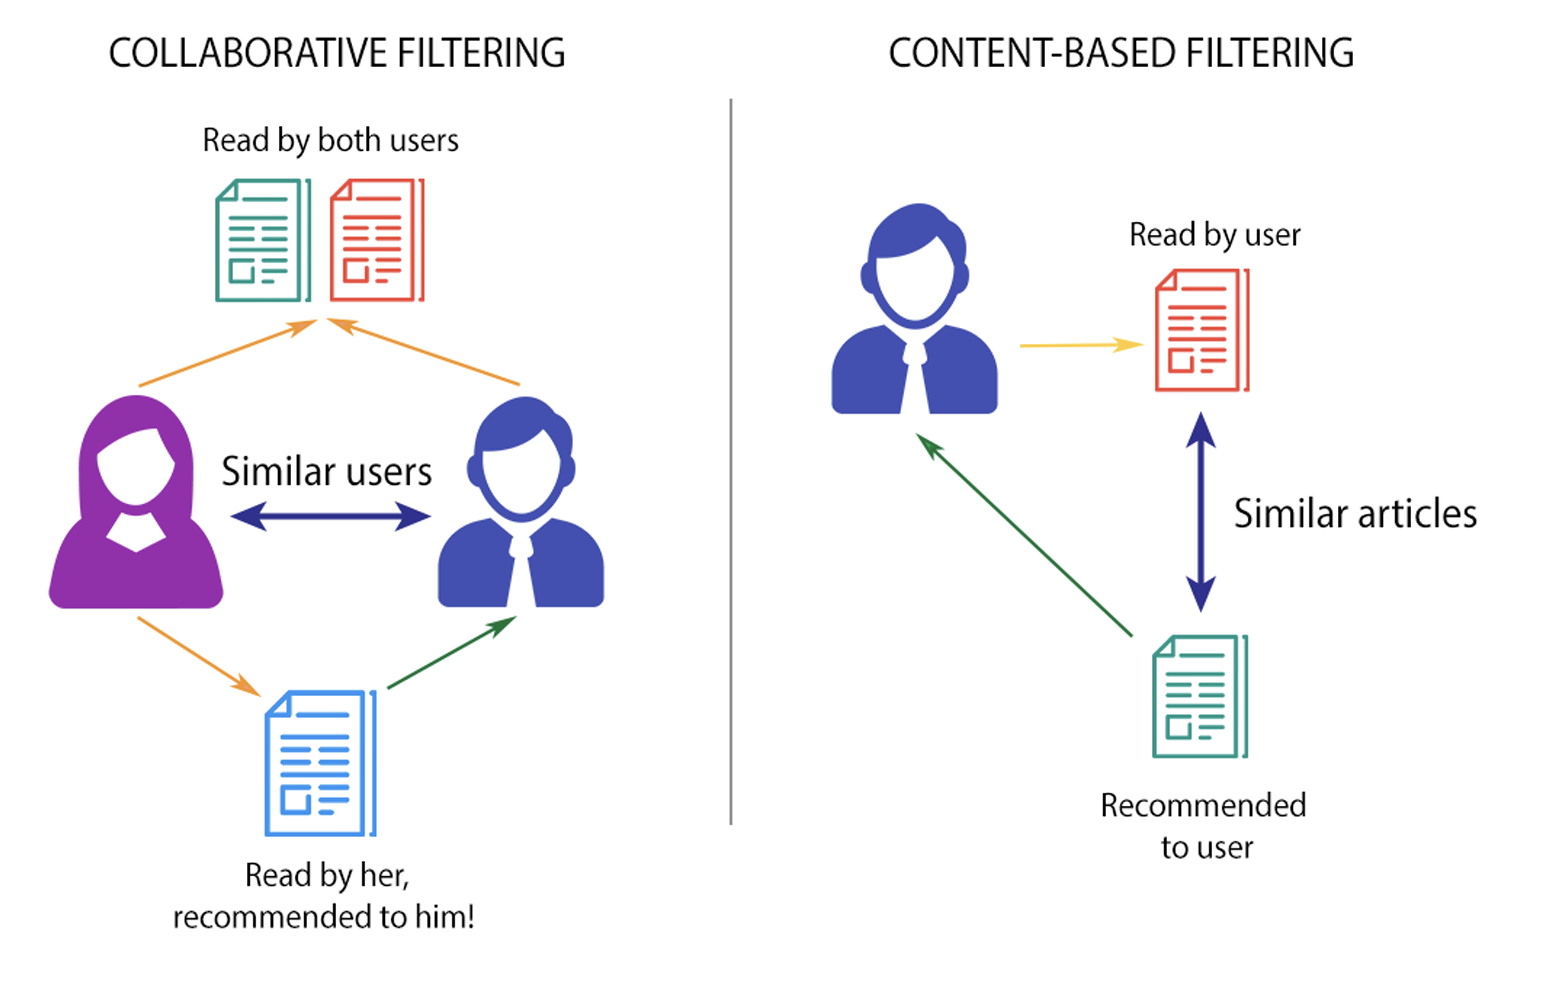 COLLABORATIVE FILTERING
Read by both users
Similar users
Read by her,
recommended to him!
CONTENT-BASED FILTERING
Read by user
Similar articles
Recommended
to user